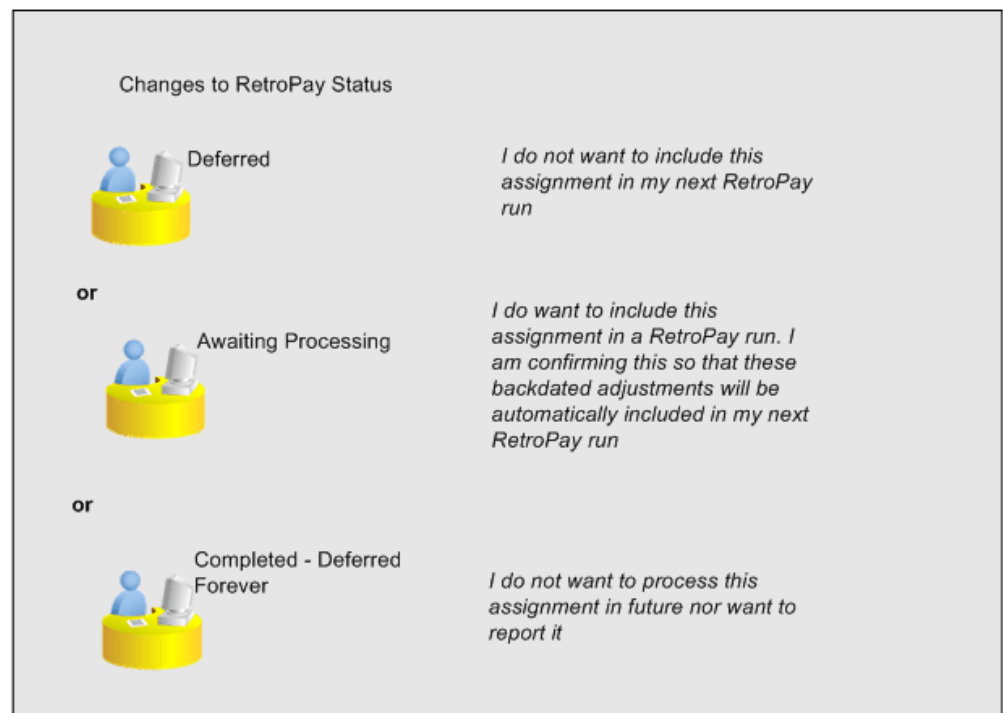 Changes to RetroPay Status
Deferred
I do not want to include this
assignment in my next RetroPay
run
or
Awaiting Processing
I do want to include this
assignment in a RetroPay run. I
am confirming this so that these
backdated adjustments will be
automatically included in my next
RetroPay run
or
Completed - Deferred
Forever
I do not want to process this
assignment in future nor want to
report it